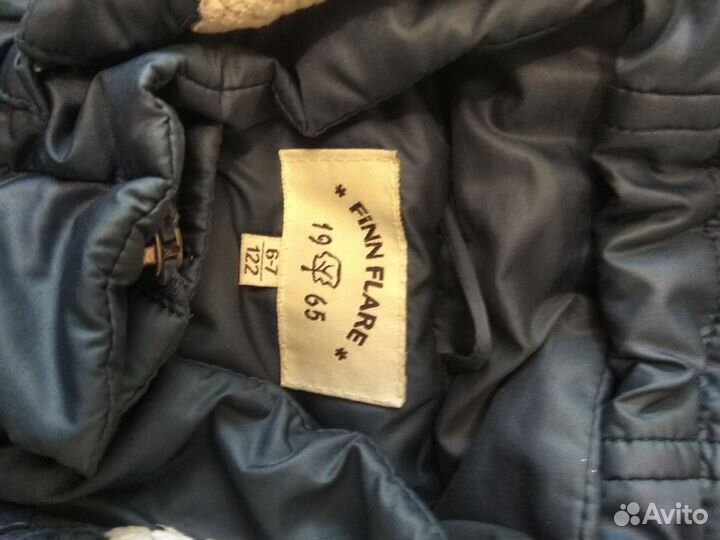 * FINN FLARE *
19 65
6-7
122
Avito